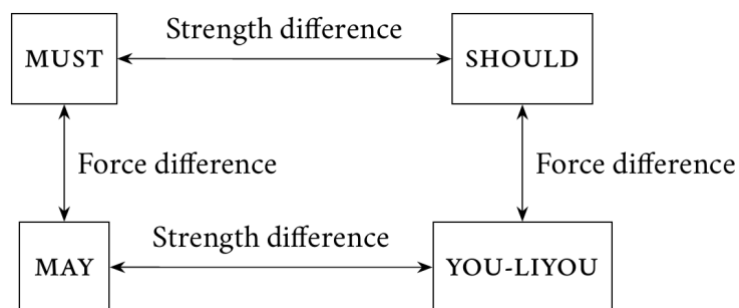 Strength difference
MUST
SHOULD
Force difference
Force difference
Strength difference
MAY
YOU-LIYOU